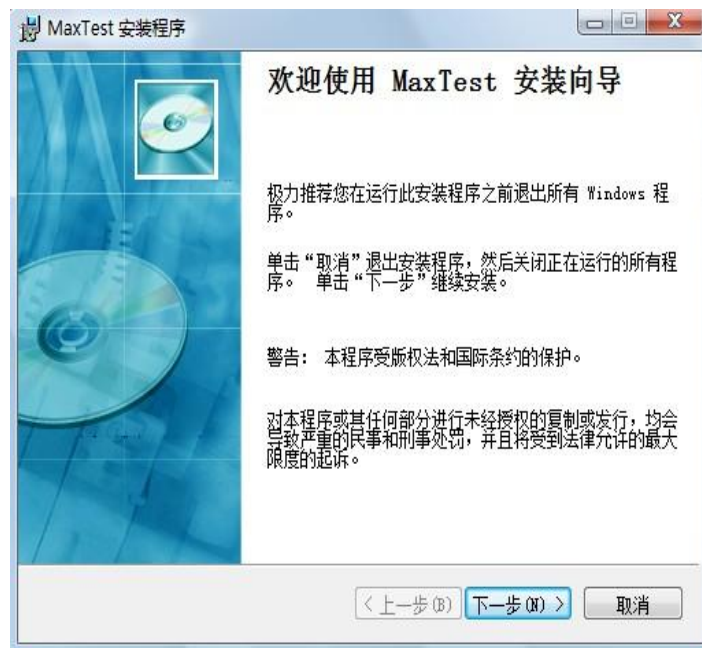 MaxTest 安装程序
欢迎使用 MaxTest 安装向导
极力推荐您在运行此安装程序之前退出所有 Windows 程
序。
单击“取消”退出安装程序，然后关闭正在运行的所有程
序。 单击“下一步”继续安装。
警告： 本程序受版权法和国际条约的保护。
对本程序或其任何部分进行未经授权的复制或发行，均会
导致严重的民事和刑事处罚，并且将受到法律允许的最大
限度的起诉。
< 上一步(B) 下一步(N) > 取消